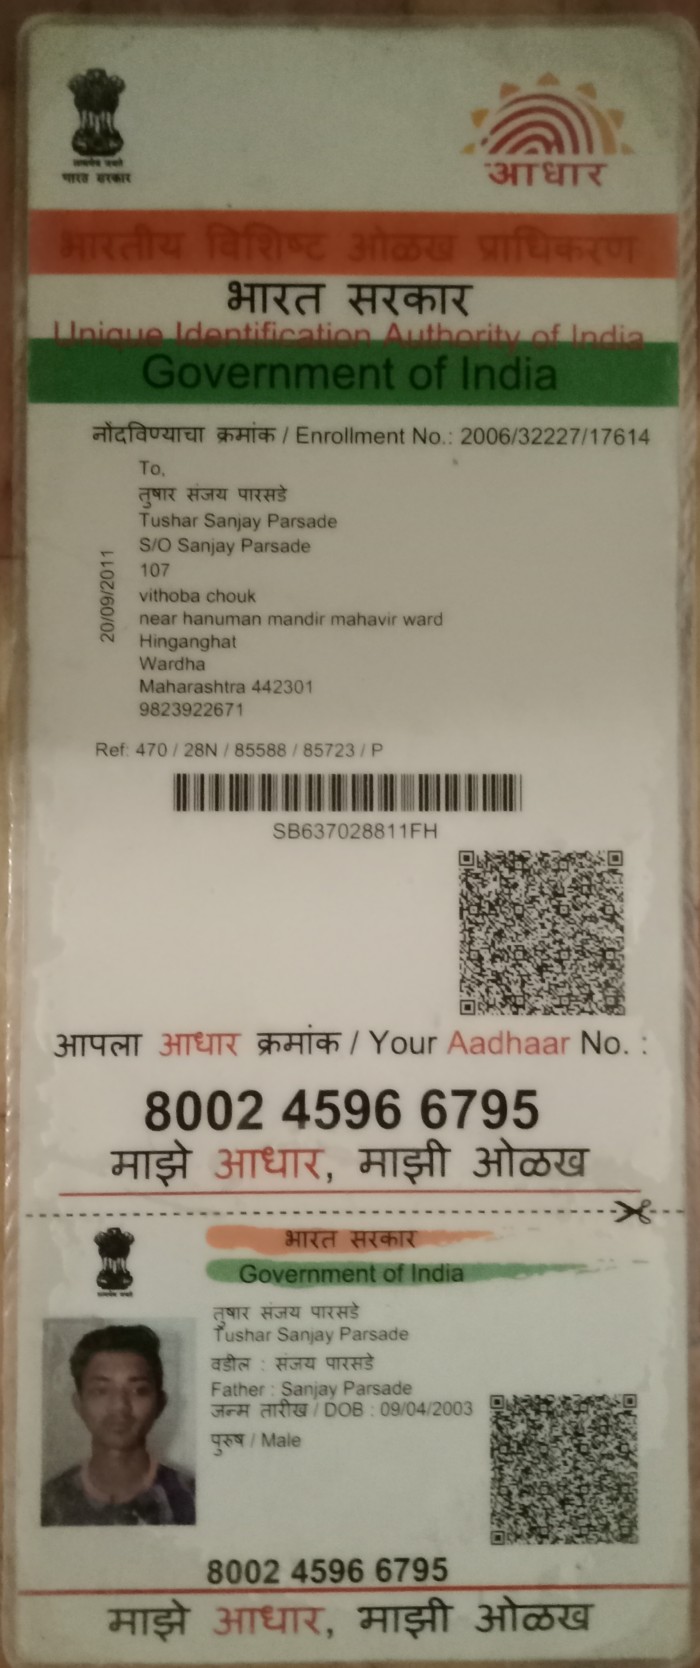 सत्यमेव जयते
भारत सरकार
आधार
भारतीय विशिष्ट ओळख प्राधिकरण
भारत सरकार
Unique Identification Authority of India
Government of India
नोंदविण्याचा क्रमांक / Enrollment No.: 2006/32227/17614
20/09/2011
To,
तुषार संजय पारसडे
Tushar Sanjay Parsade
S/O Sanjay Parsade
107
vithoba chouk
near hanuman mandir mahavir ward
Hinganghat
Wardha
Maharashtra 442301
9823922671
Ref: 470 / 28N / 85588 / 85723 / P
SB637028811FH
आपला आधार क्रमांक / Your Aadhaar No. :
8002 4596 6795
माझे आधार, माझी ओळख
भारत सरकार
Government of India
तुषार संजय पारसडे
Tushar Sanjay Parsade
वडील : संजय पारसडे
Father : Sanjay Parsade
जन्म तारीख / DOB : 09/04/2003
पुरुष / Male
8002 4596 6795
माझे आधार, माझी ओळख